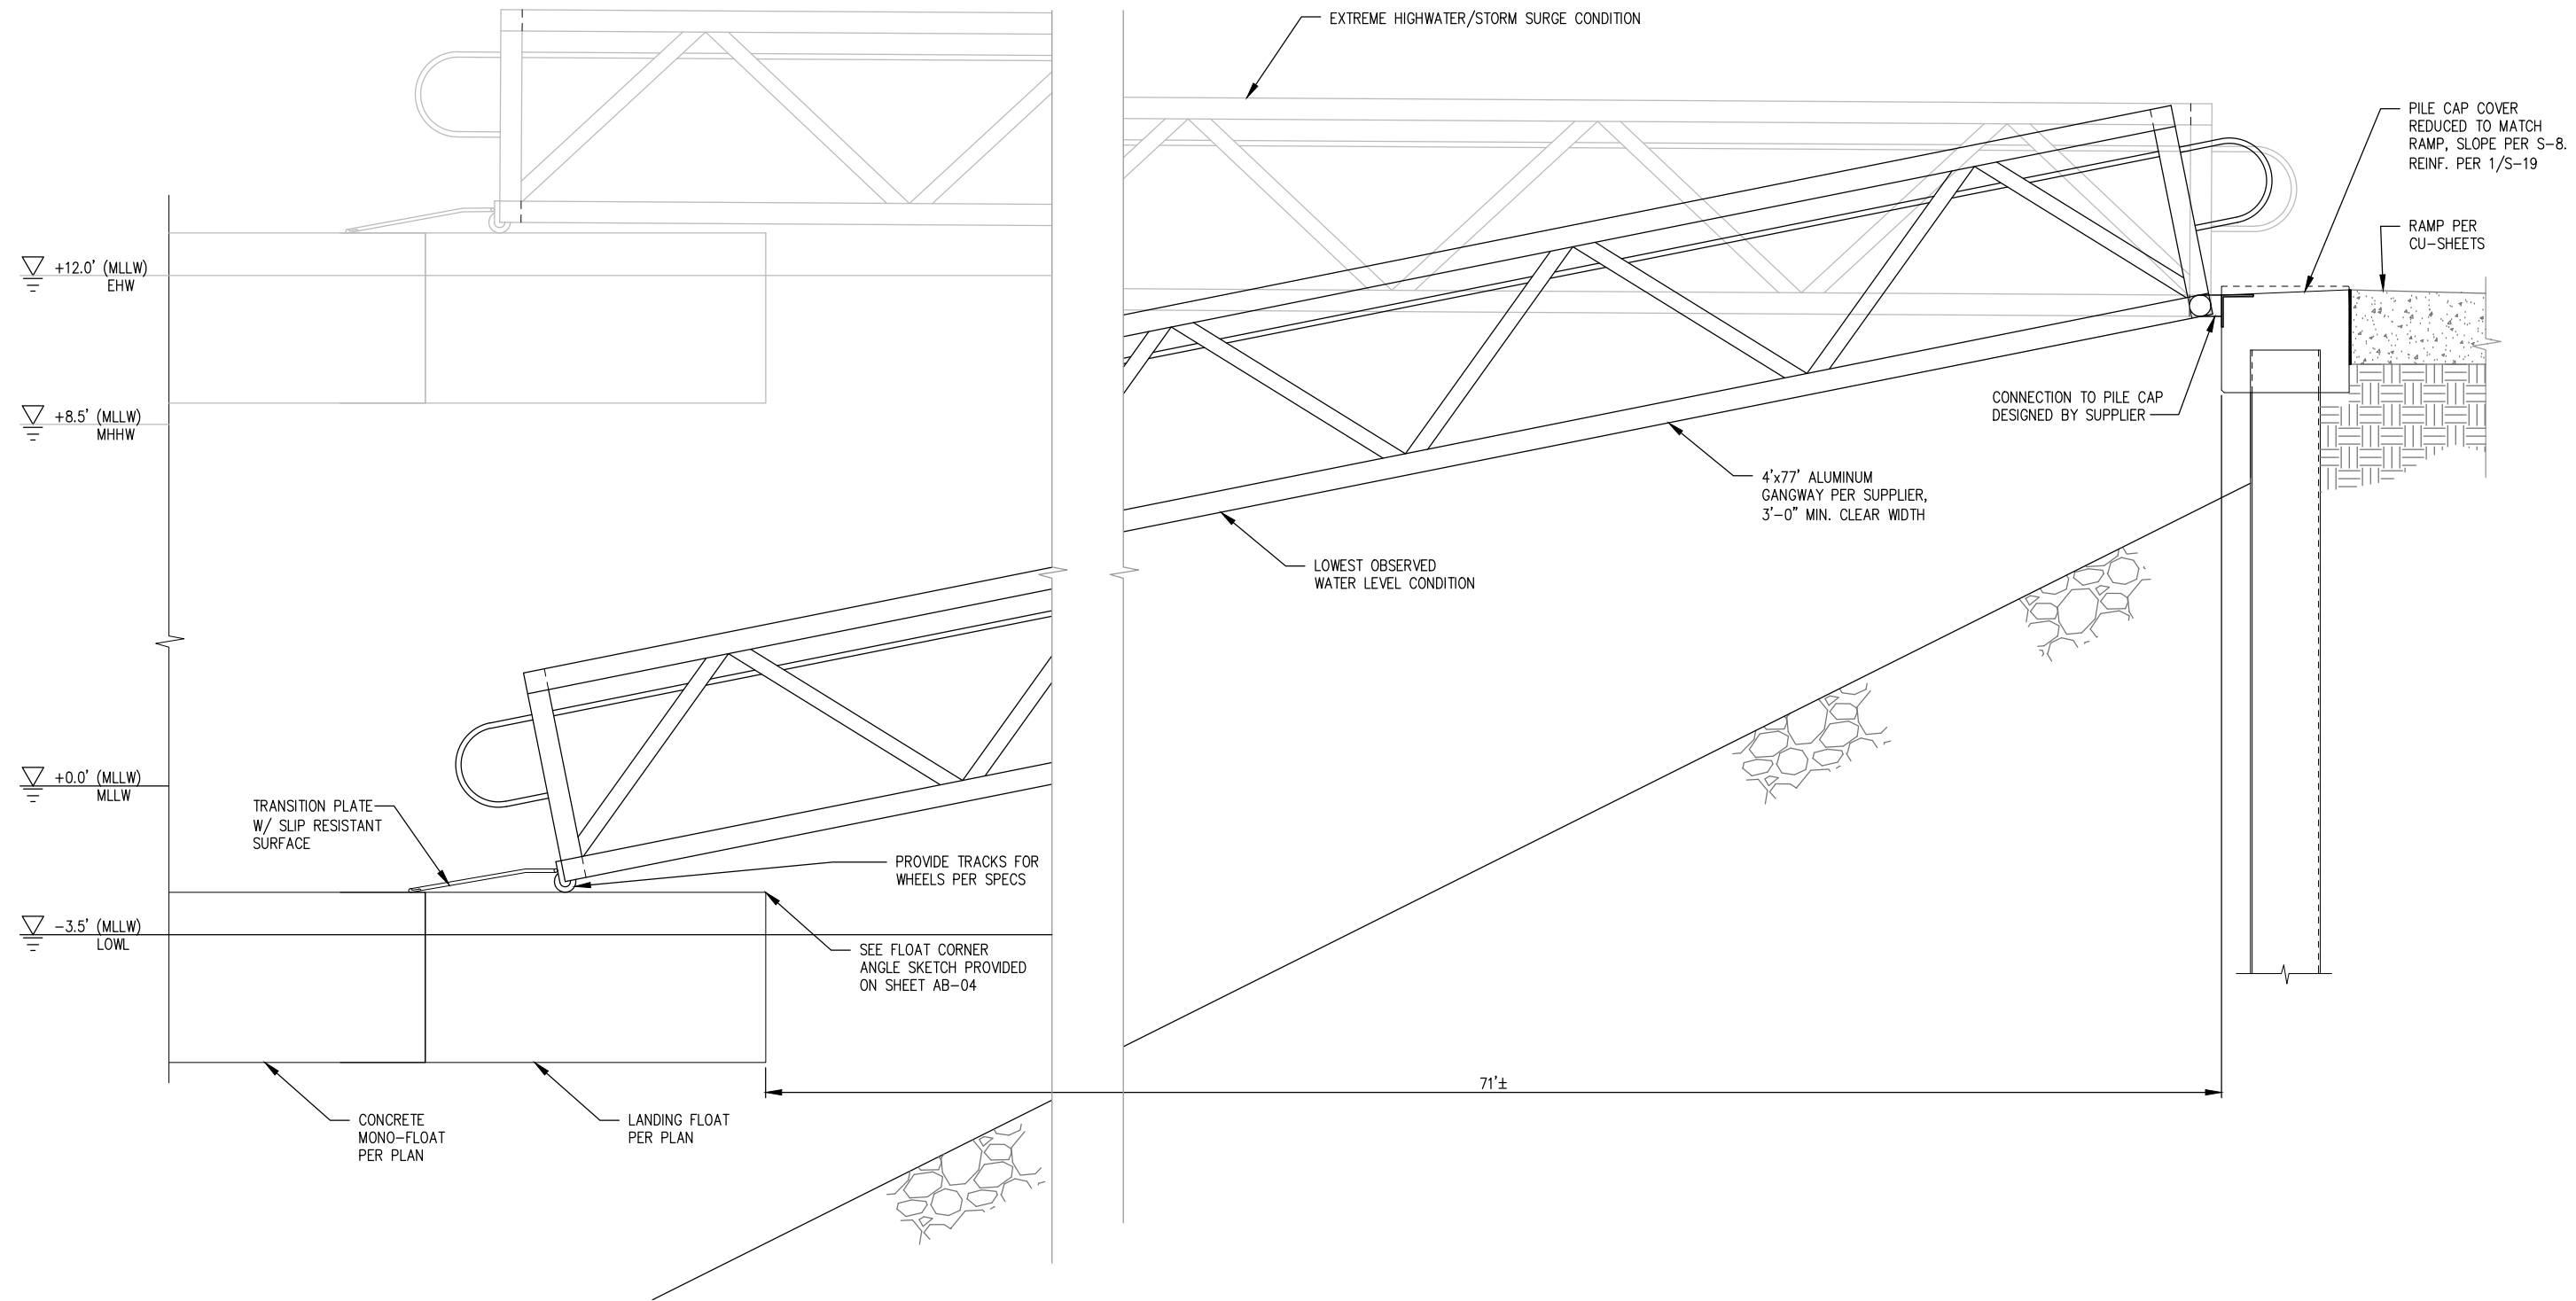 EXTREME HIGHWATER/STORM SURGE CONDITION
PILE CAP COVER
REDUCED TO MATCH
RAMP, SLOPE PER S-8.
REINF. PER 1/S-19
RAMP PER
CU-SHEETS
+12.0' (MLLW)
EHW
+8.5' (MLLW)
MHHW
CONNECTION TO PILE CAP
DESIGNED BY SUPPLIER
4'x77' ALUMINUM
GANGWAY PER SUPPLIER,
3'-0" MIN. CLEAR WIDTH
LOWEST OBSERVED
WATER LEVEL CONDITION
+0.0' (MLLW)
MLLW
TRANSITION PLATE
W/ SLIP RESISTANT
SURFACE
PROVIDE TRACKS FOR
WHEELS PER SPECS
-3.5' (MLLW)
LOWL
SEE FLOAT CORNER
ANGLE SKETCH PROVIDED
ON SHEET AB-04
71'±
CONCRETE
MONO-FLOAT
PER PLAN
LANDING FLOAT
PER PLAN